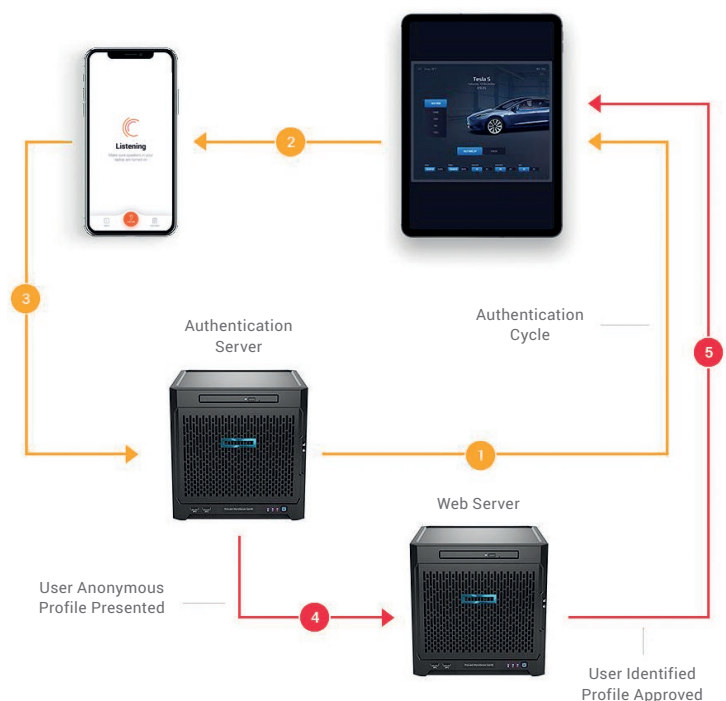 Tesla S
2
Listening
3
Authentication
Server
Authentication
Cycle
5
1
Web Server
User Anonymous
Profile Presented
4
User Identified
Profile Approved